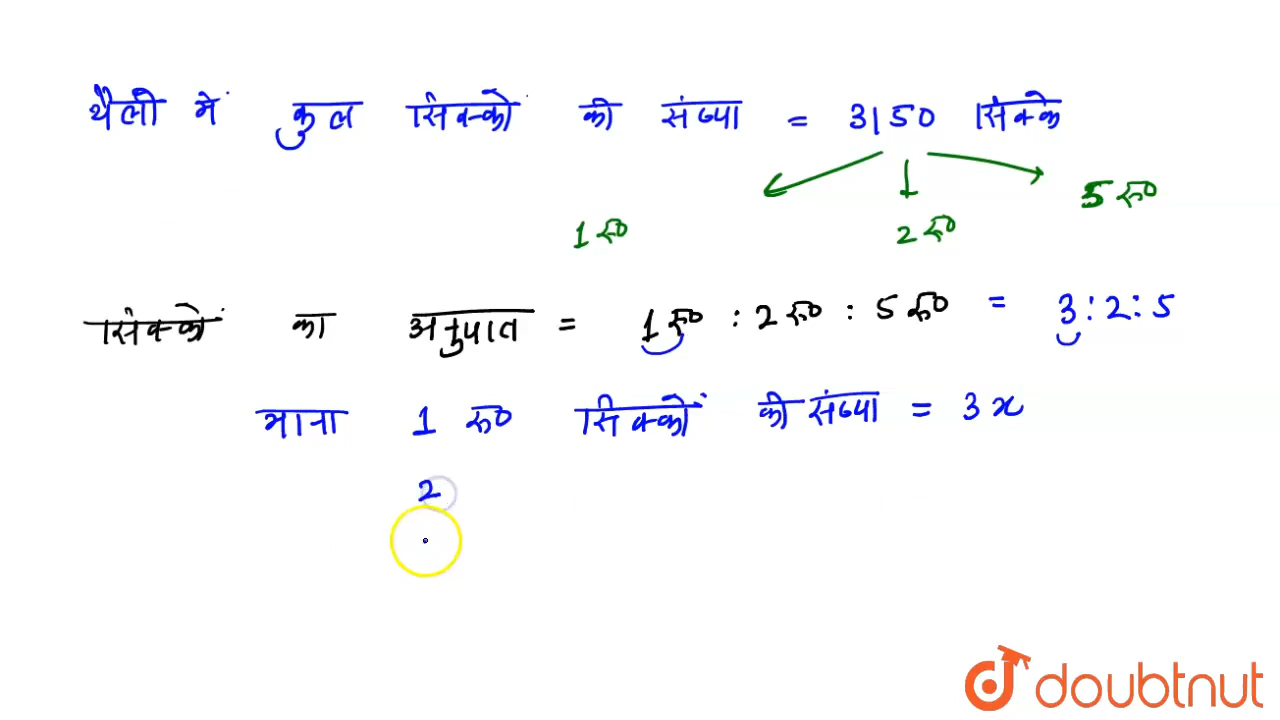 थैली में कुल सिक्कों की संख्या = 3150 सिक्के
1 रु० 2 रु० 5 रु०
सिक्कों का अनुपात = 1 रु० : 2 रु० : 5 रु० = 3 : 2 : 5
माना 1 रु० सिक्कों की संख्या = 3x
2
doubtnut